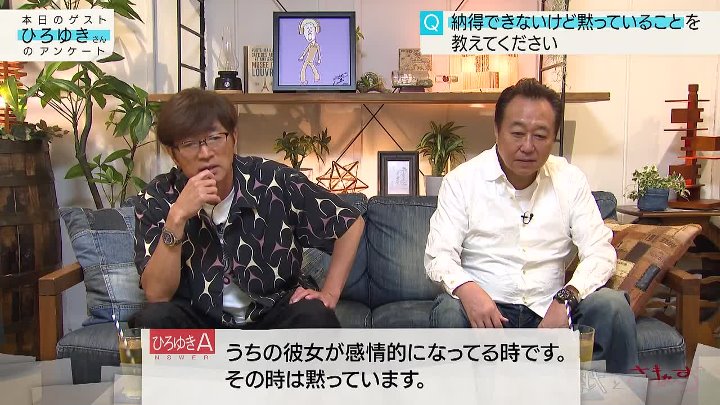 本日のゲスト
ひろゆきさん
のアンケート
Q 納得できないけど黙っていることを
教えてください
ひろゆきA
NSWER
うちの彼女が感情的になってる時です。
その時は黙っています。